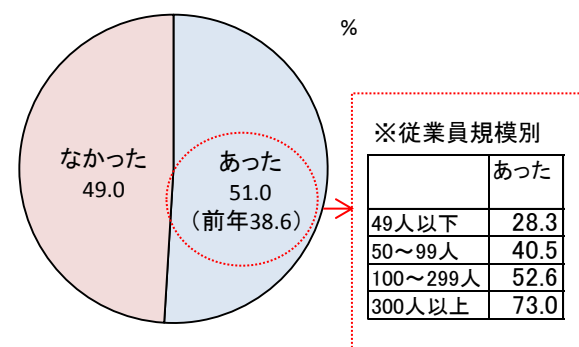 %
なかった
49.0
あった
51.0
（前年38.6）
※従業員規模別
あった
49人以下 28.3
50～99人 40.5
100～299人 52.6
300人以上 73.0